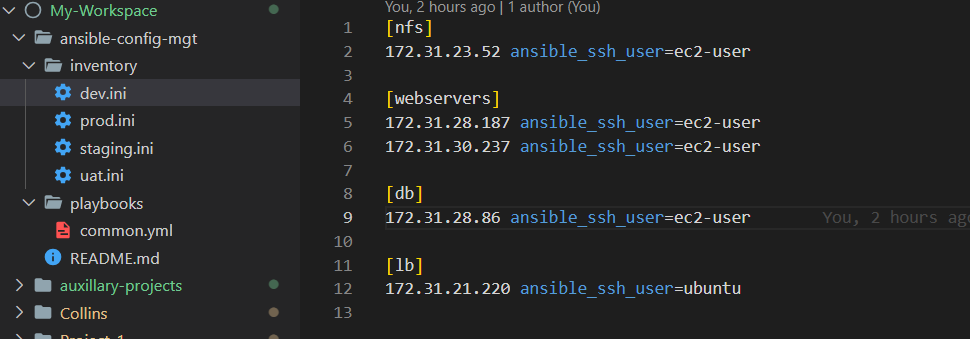 My-Workspace
ansible-config-mgt
inventory
dev.ini
prod.ini
staging.ini
uat.ini
playbooks
common.yml
README.md
auxillary-projects
Collins
Project-1
You, 2 hours ago | 1 author (You)
1 [nfs]
2 172.31.23.52 ansible_ssh_user=ec2-user
3
4 [webservers]
5 172.31.28.187 ansible_ssh_user=ec2-user
6 172.31.30.237 ansible_ssh_user=ec2-user
7
8 [db]
9 172.31.28.86 ansible_ssh_user=ec2-user You, 2 hours ago
10
11 [lb]
12 172.31.21.220 ansible_ssh_user=ubuntu
13